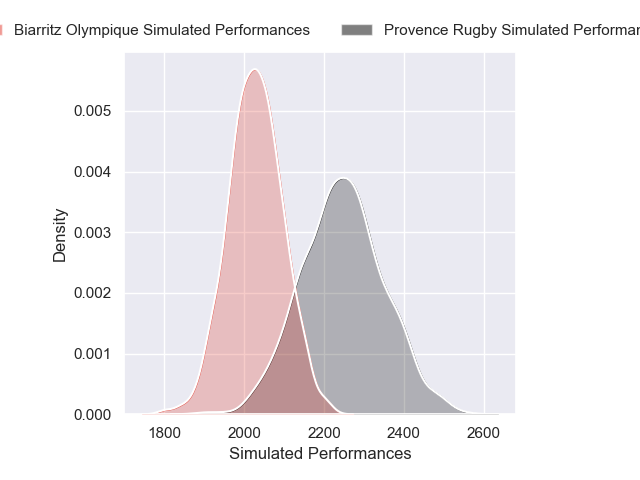 Biarritz Olympique Simulated Performances
Provence Rugby Simulated
0.005
0.004
0.003
0.002
0.001
0.000
Density
1800 2000 2200 2400 2600
Simulated Performances